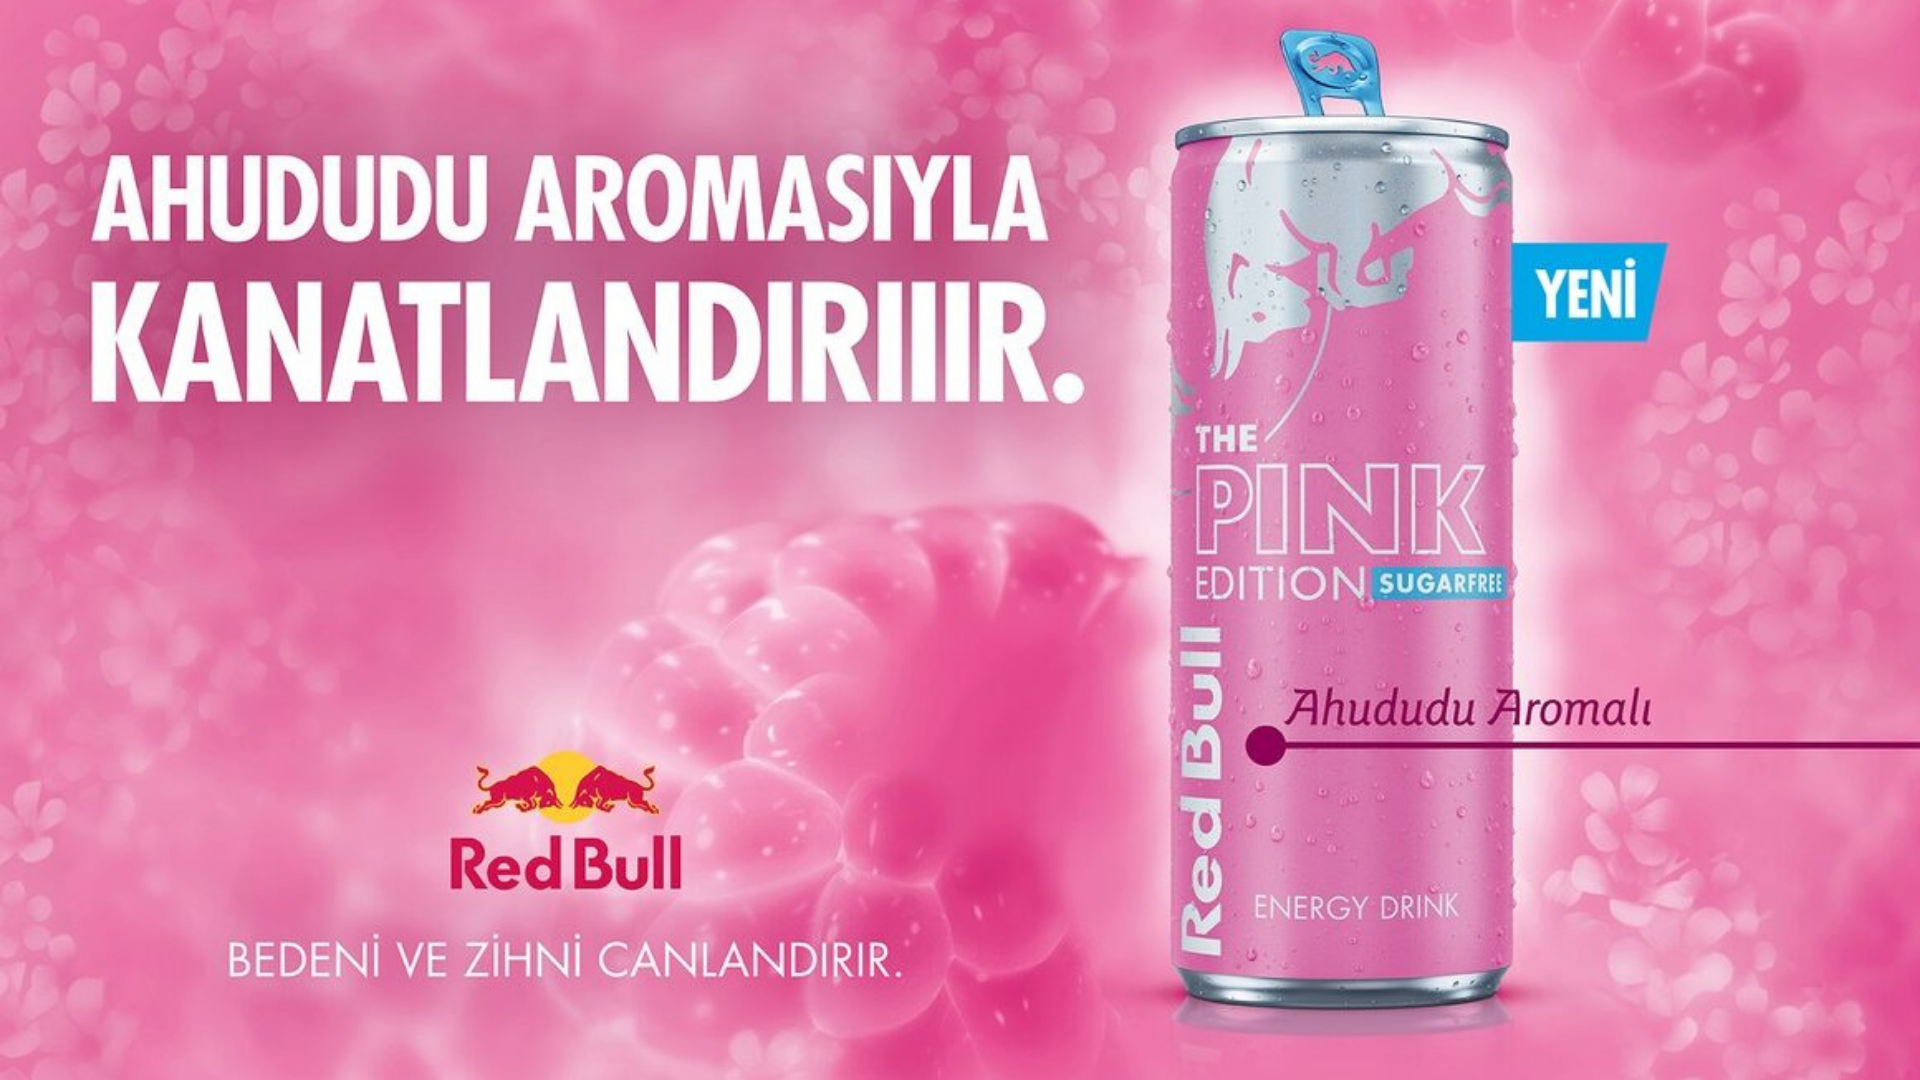 AHUDUDU AROMASIYLA
KANATLANDIRIIIR.
YENİ
THE
PINK
EDITION SUGARFREE
Red Bull
Ahududu Aromalı
ENERGY DRINK
Red Bull
BEDENİ VE ZİHNİ CANLANDIRIR.